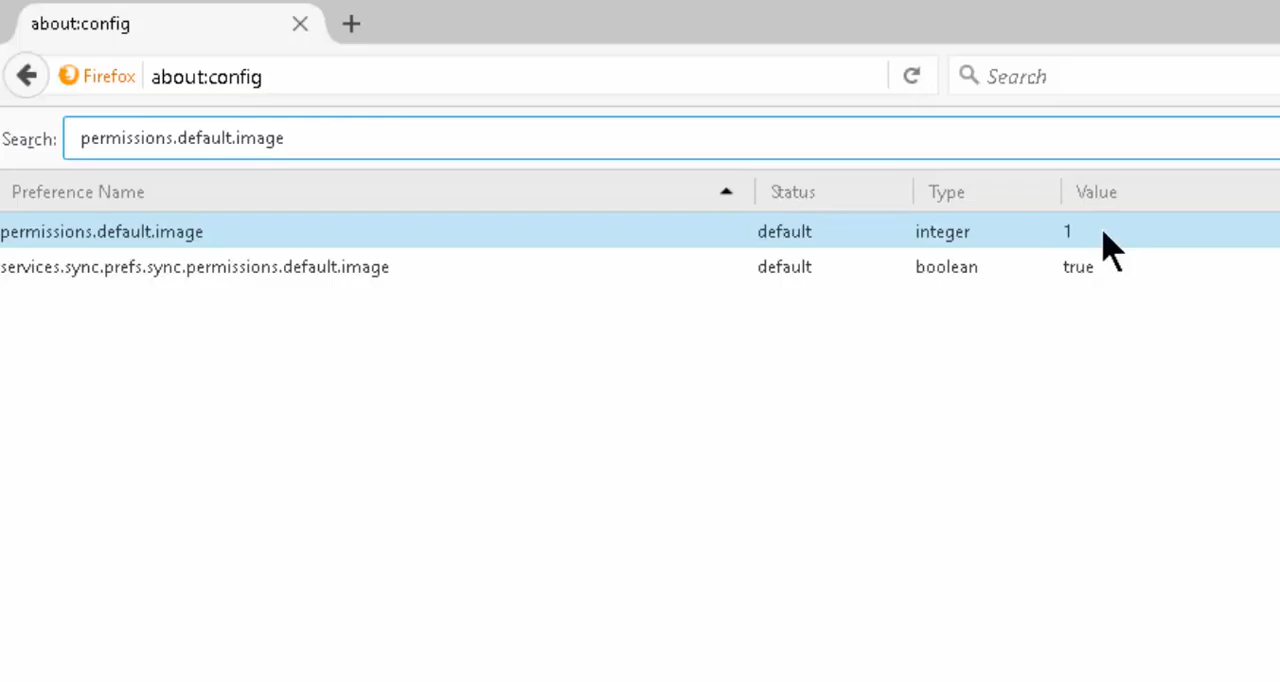 about:config
Firefox about:config Search
Search: permissions.default.image
Preference Name Status Type Value
permissions.default.image default integer 1
services.sync.prefs.sync.permissions.default.image default boolean true